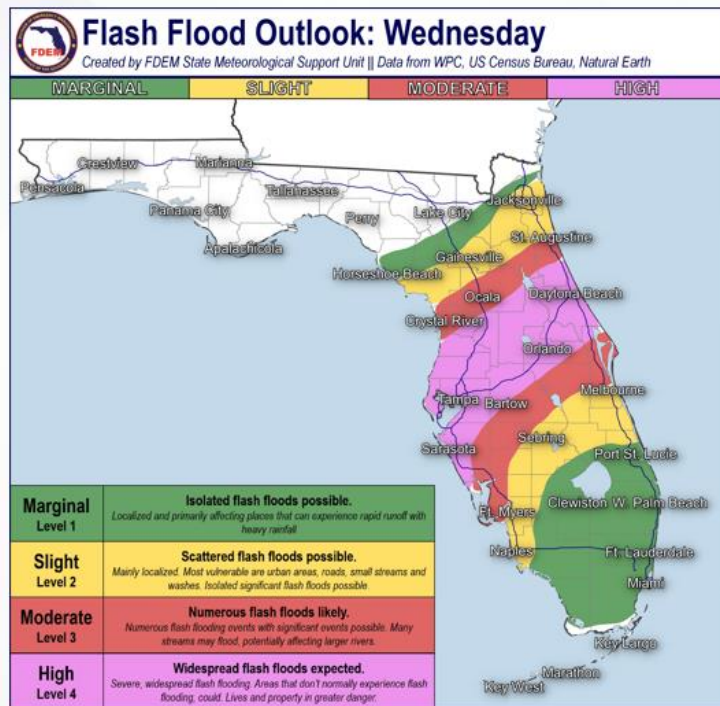 FDEM
Flash Flood Outlook: Wednesday
Created by FDEM State Meteorological Support Unit || Data from WPC, US Census Bureau, Natural Earth
MARGINAL
SLIGHT
MODERATE
HIGH
Crestview
Marianna
Pensacola
Tallahassee
Jacksonville
Panama City
Perry
Lake City
Apalachicola
St. Augustine
Gainesville
Horseshoe Beach
Ocala
Daytona Beach
Crystal River
Orlando
Melbourne
Tampa
Bartow
Sebring
Sarasota
Port St. Lucie
Clewiston
W. Palm Beach
Ft. Myers
Naples
Ft. Lauderdale
Miami
Key Largo
Marathon
Key West
Marginal
Level 1
Isolated flash floods possible.
Localized and primarily affecting places that can experience rapid runoff with
heavy rainfall
Slight
Level 2
Scattered flash floods possible.
Mainly localized. Most vulnerable are urban areas, roads, small streams and
washes. Isolated significant flash floods possible.
Moderate
Level 3
Numerous flash floods likely.
Numerous flash flooding events with significant events possible. Many
streams may flood, potentially affecting larger rivers.
High
Level 4
Widespread flash floods expected.
Severe, widespread flash flooding. Areas that don't normally experience flash
flooding, could. Lives and property in greater danger.